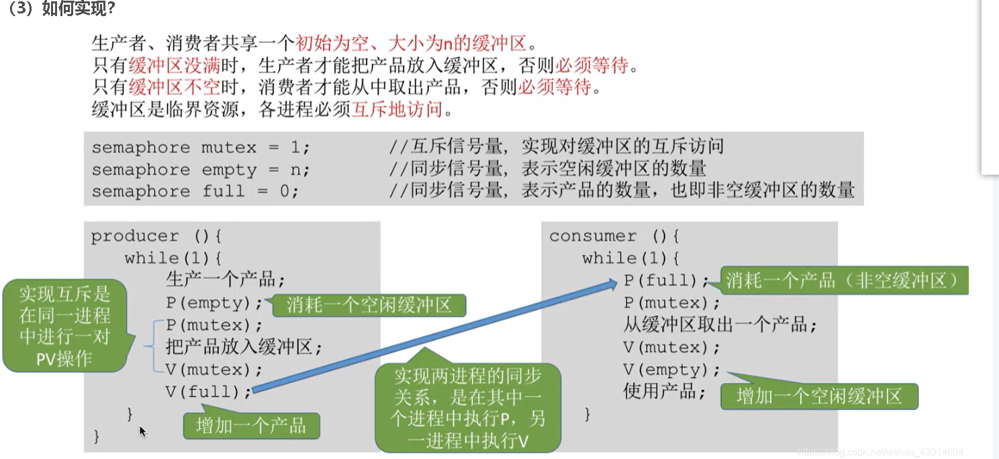 （3）如何实现？
生产者、消费者共享一个初始为空、大小为n的缓冲区。
只有缓冲区没满时，生产者才能把产品放入缓冲区，否则必须等待。
只有缓冲区不空时，消费者才能从中取出产品，否则必须等待。
缓冲区是临界资源，各进程必须互斥地访问。
semaphore mutex = 1; //互斥信号量，实现对缓冲区的互斥访问
semaphore empty = n; //同步信号量，表示空闲缓冲区的数量
semaphore full = 0; //同步信号量，表示产品的数量，也即非空缓冲区的数量
producer (){
while(1){
生产一个产品;
P(empty);
消耗一个空闲缓冲区
P(mutex);
把产品放入缓冲区;
V(mutex);
V(full);
增加一个产品
}
}
实现互斥是
在同一进程
中进行一对
PV操作
实现两进程的同步
关系，是在其中一
个进程中执行P，另
一进程中执行V
consumer (){
while(1){
P(full);
消耗一个产品（非空缓冲区）
P(mutex);
从缓冲区取出一个产品;
V(mutex);
V(empty);
增加一个空闲缓冲区
使用产品;
}
https://blog.csdn.net/weixin_43914604